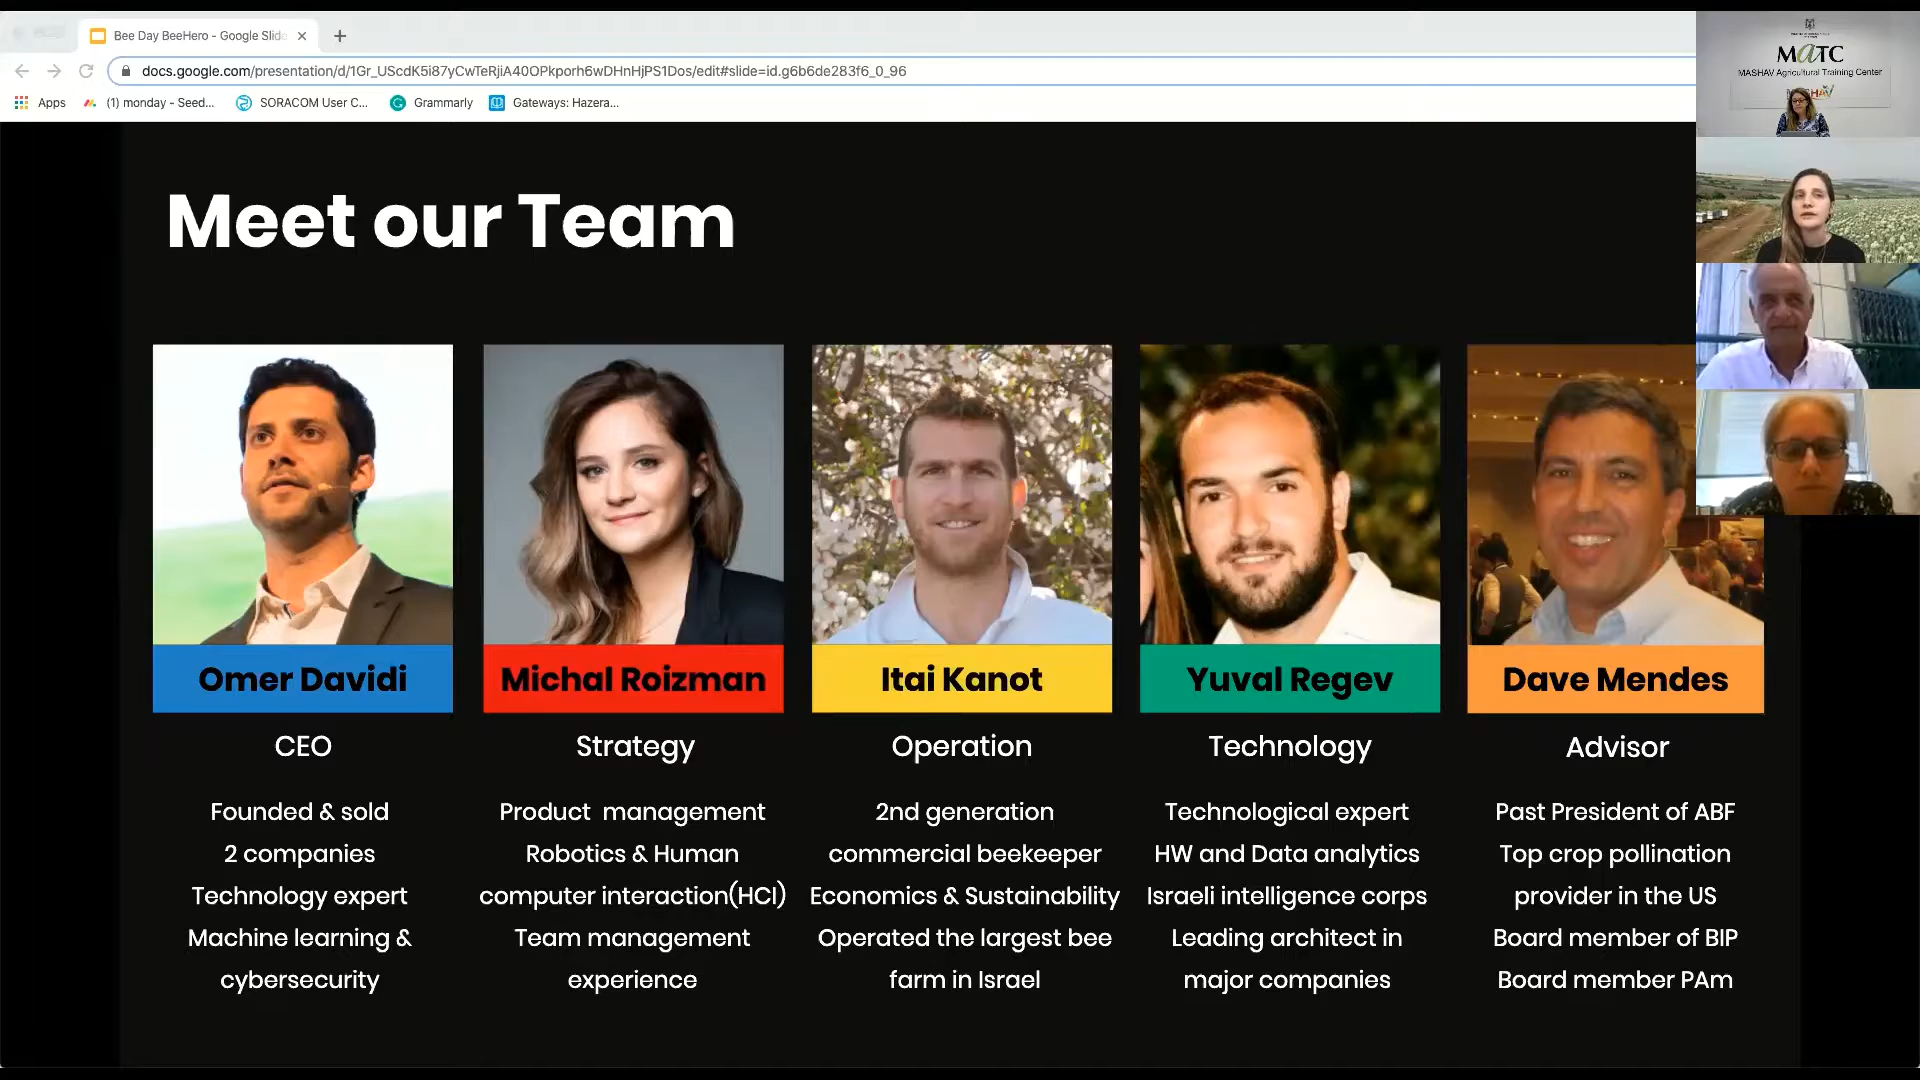 Bee Day BeeHero - Google Slide
docs.google.com/presentation/d/1Gr_UScdK5i87yCwTeRjiA40OPkporh6wDHnHjPS1Dos/edit#slide=id.g6b6de283f6_0_96
Apps
(1) monday - Seed...
SORACOM User C...
Grammarly
Gateways: Hazera...
MATC
MASHAV Agricultural Training Center
Meet our Team
Omer Davidi
CEO
Founded & sold
2 companies
Technology expert
Machine learning &
cybersecurity
Michal Roizman
Strategy
Product management
Robotics & Human
computer interaction(HCI)
Team management
experience
Itai Kanot
Operation
2nd generation
commercial beekeeper
Economics & Sustainability
Operated the largest bee
farm in Israel
Yuval Regev
Technology
Technological expert
HW and Data analytics
Israeli intelligence corps
Leading architect in
major companies
Dave Mendes
Advisor
Past President of ABF
Top crop pollination
provider in the US
Board member of BIP
Board member PAm